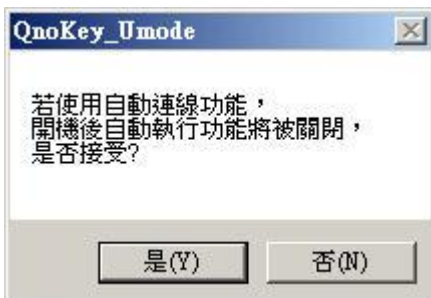 QnoKey_Umode
若使用自動連線功能，
開機後自動執行功能將被關閉，
是否接受?
是(Y)
否(N)